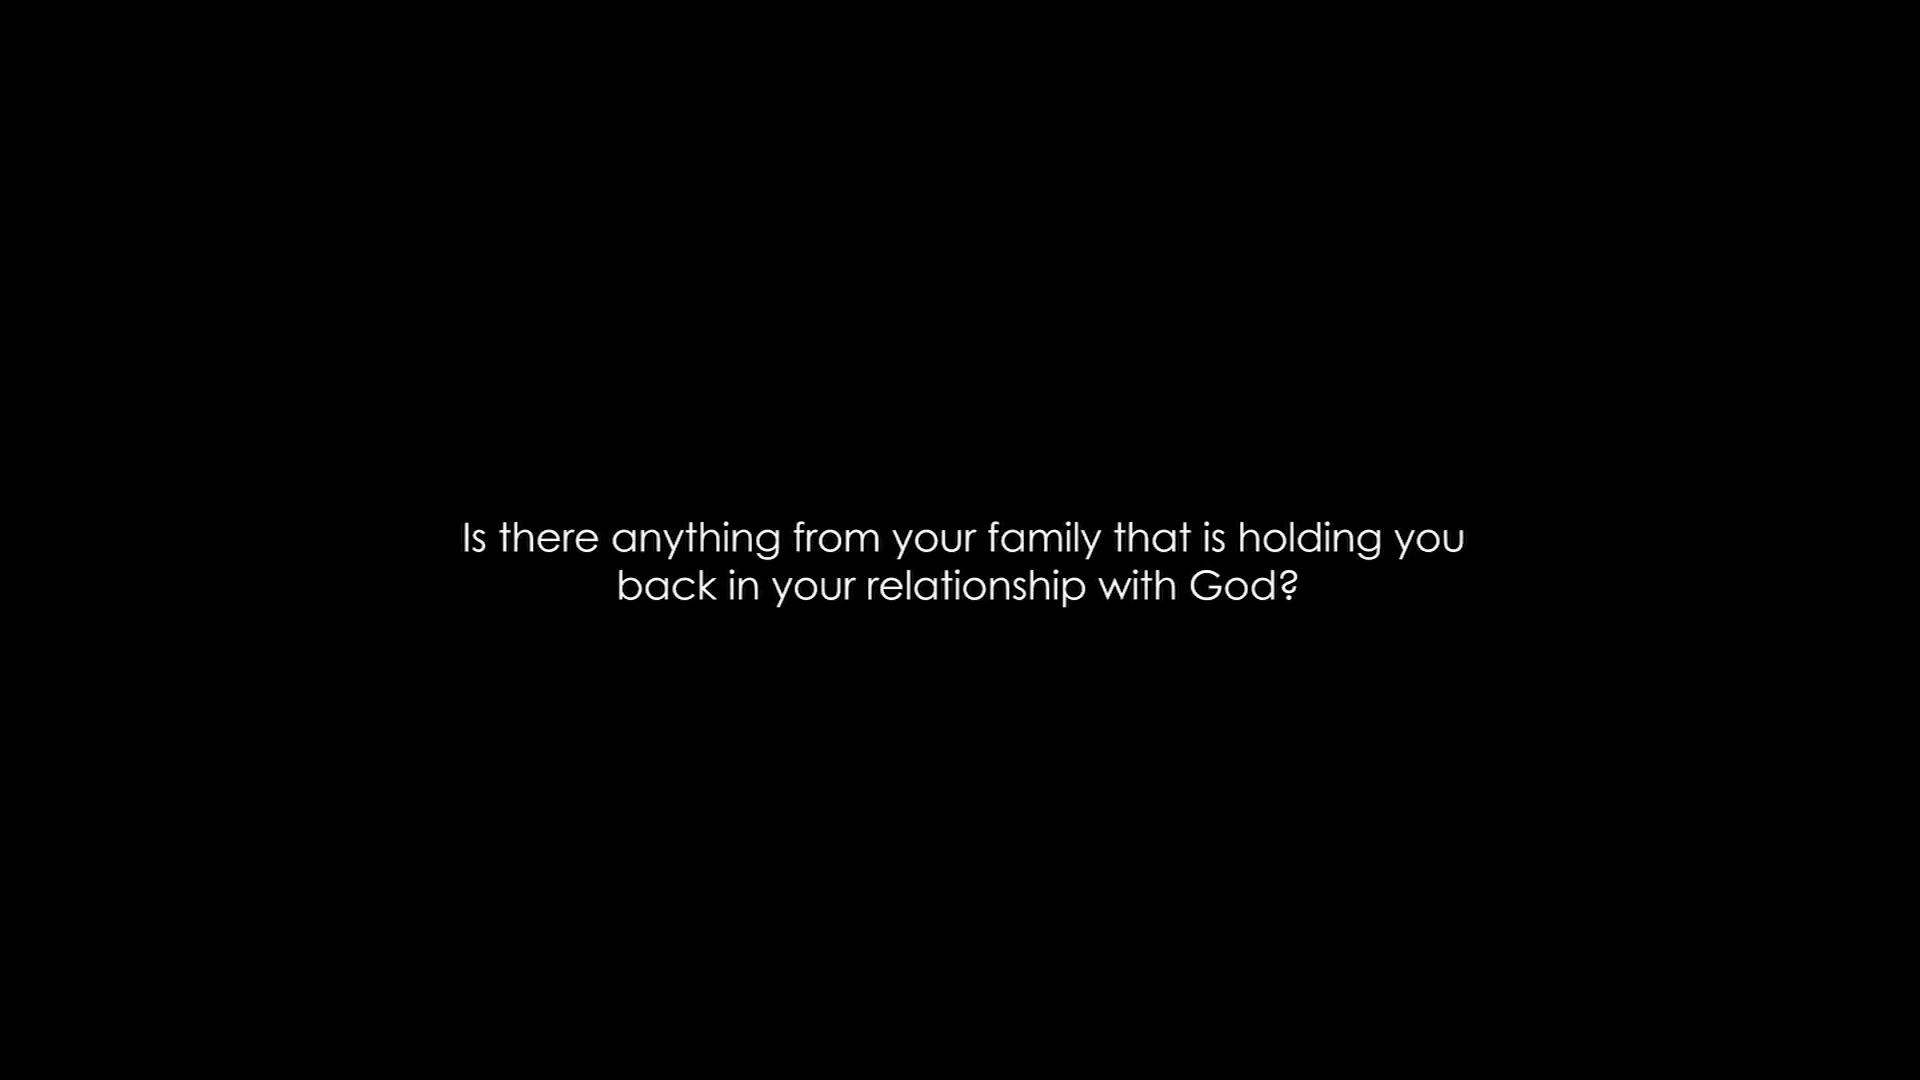 Is there anything from your family that is holding you
back in your relationship with God?